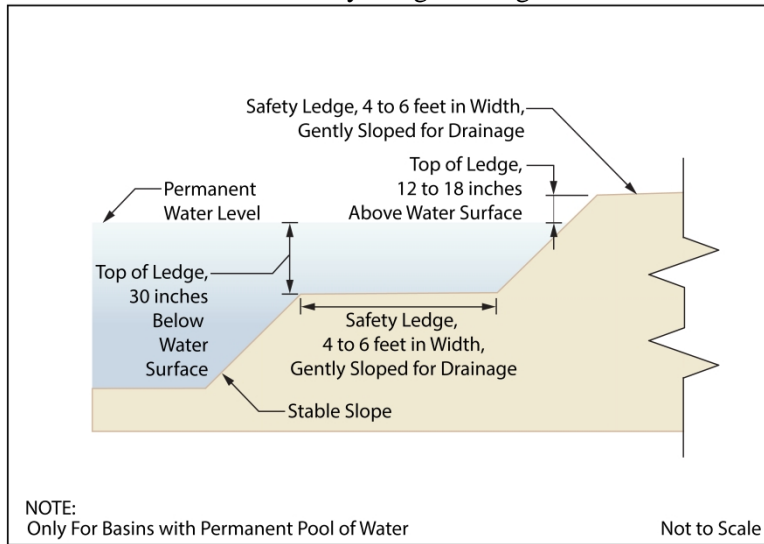 Safety Ledge, 4 to 6 feet in Width,
Gently Sloped for Drainage
Top of Ledge,
12 to 18 inches
Above Water Surface
Permanent
Water Level
Top of Ledge,
30 inches
Below
Water
Surface
Safety Ledge,
4 to 6 feet in Width,
Gently Sloped for Drainage
Stable Slope
NOTE:
Only For Basins with Permanent Pool of Water
Not to Scale